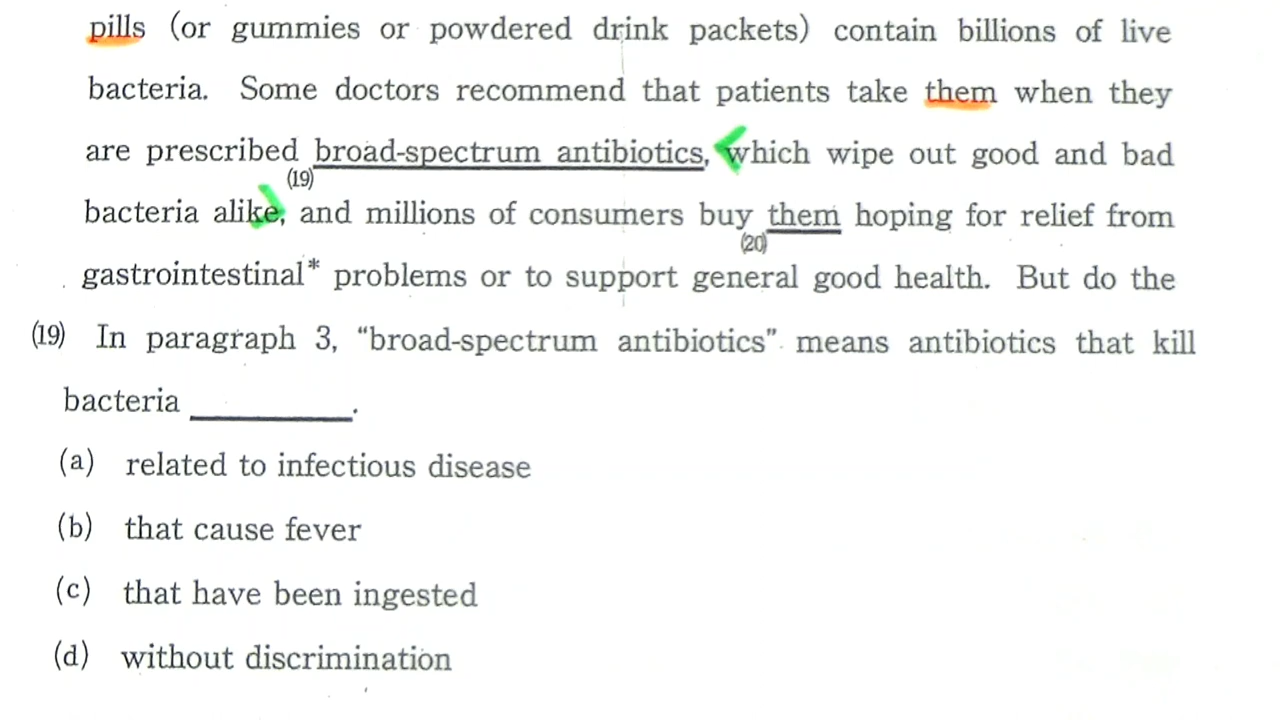 pills (or gummies or powdered drink packets) contain billions of live
bacteria. Some doctors recommend that patients take them when they
are prescribed broad-spectrum antibiotics, which wipe out good and bad
(19)
bacteria alike, and millions of consumers buy them hoping for relief from
(20)
gastrointestinal* problems or to support general good health. But do the
(19) In paragraph 3, “broad-spectrum antibiotics” means antibiotics that kill
bacteria ________.
(a) related to infectious disease
(b) that cause fever
(c) that have been ingested
(d) without discrimination